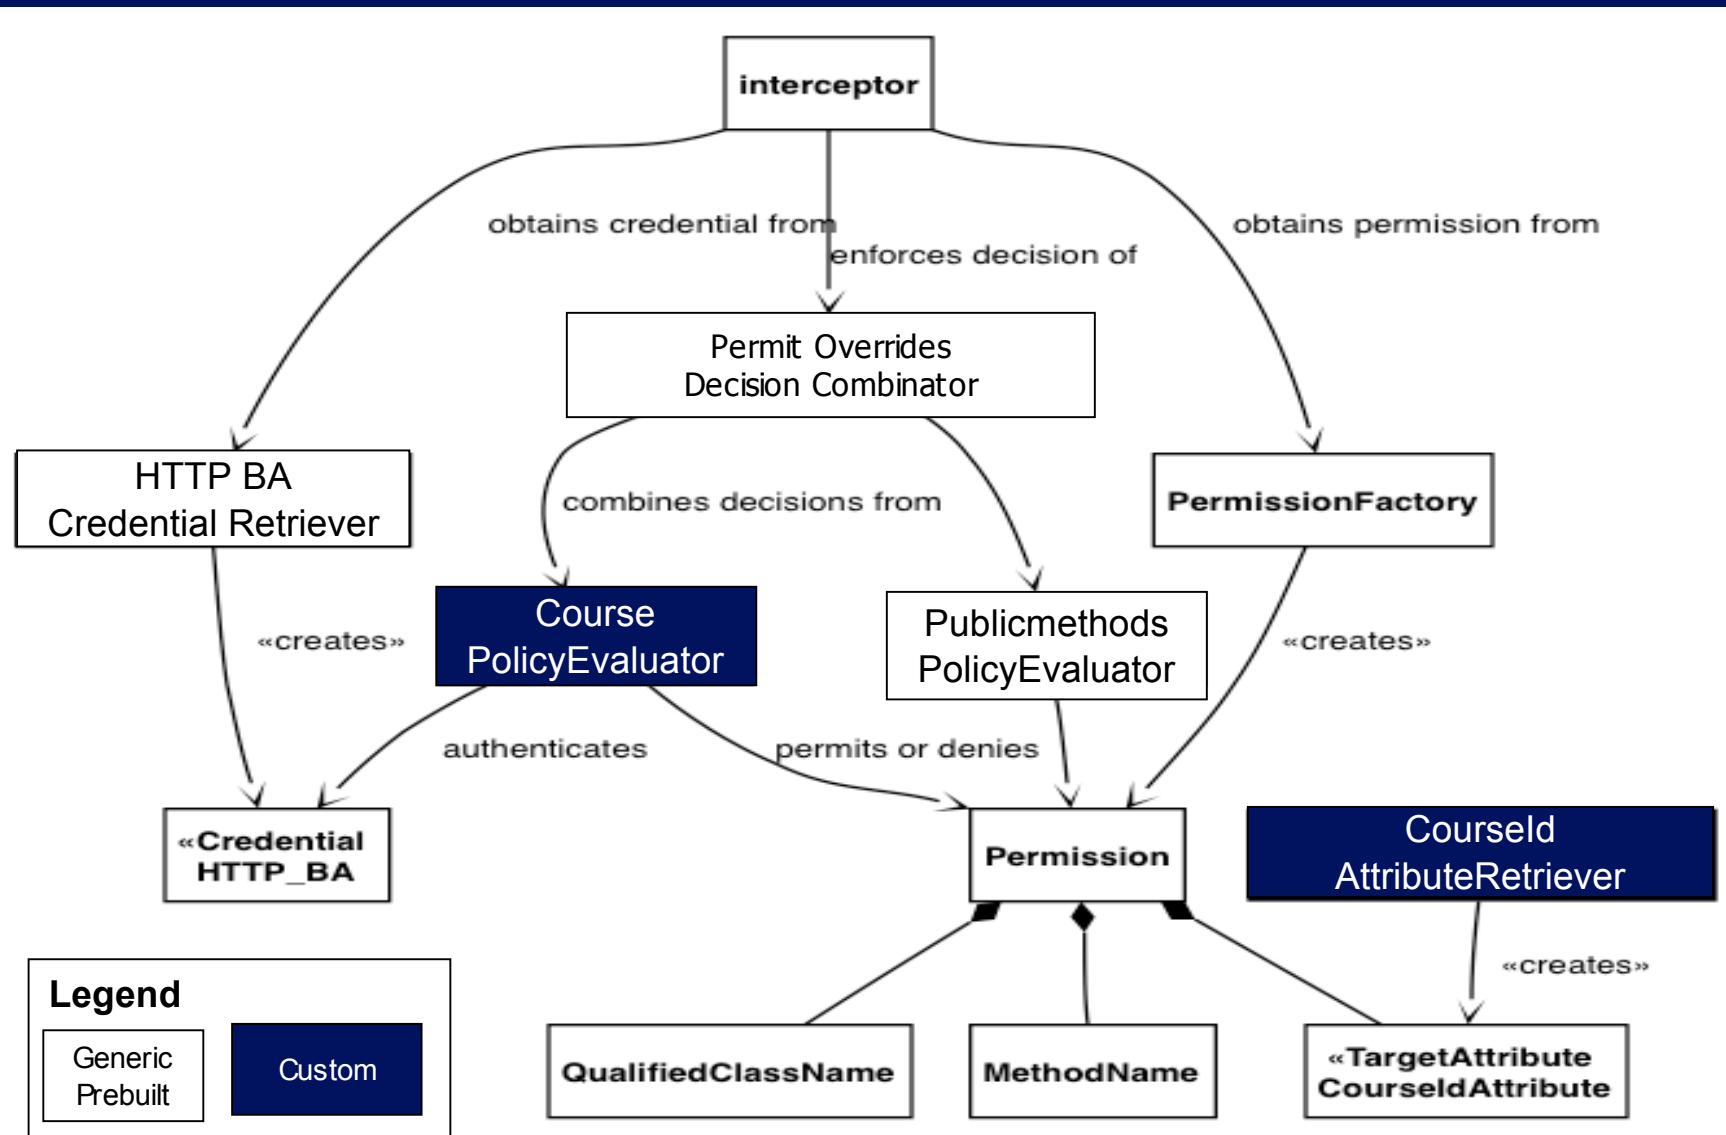 interceptor
obtains credential from
obtains permission from
enforces decision of
Permit Overrides
Decision Combinator
HTTP BA
Credential Retriever
combines decisions from
PermissionFactory
Course
PolicyEvaluator
Publicmethods
PolicyEvaluator
«creates»
«creates»
authenticates
permits or denies
«Credential
HTTP_BA
Permission
CourseId
AttributeRetriever
«creates»
Legend
Generic
Prebuilt
Custom
QualifiedClassName
MethodName
«TargetAttribute
CourseIdAttribute